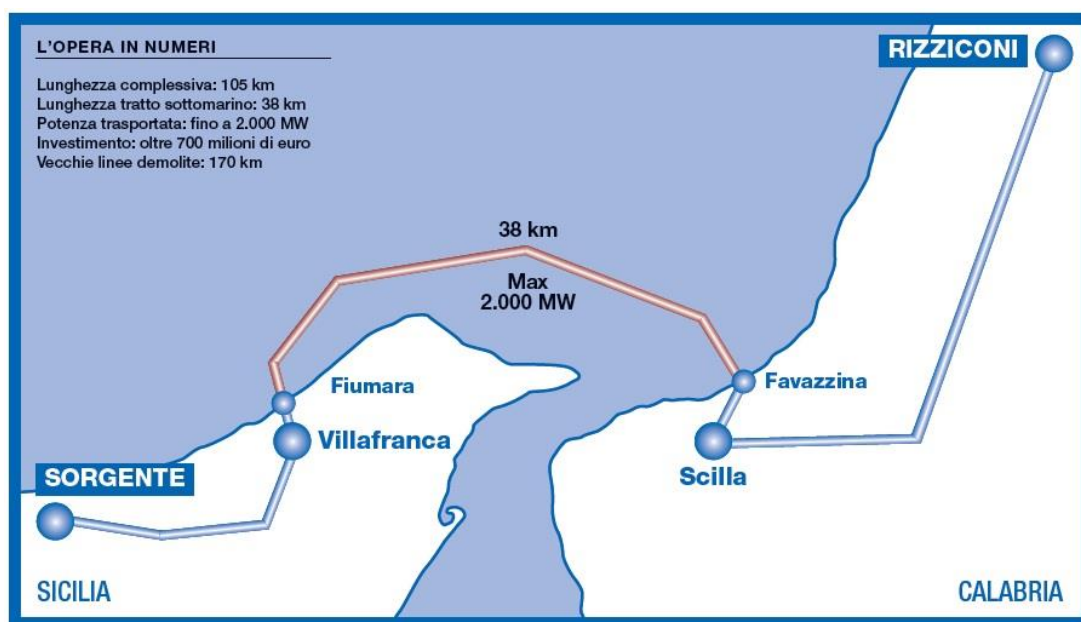 L'OPERA IN NUMERI
Lunghezza complessiva: 105 km
Lunghezza tratto sottomarino: 38 km
Potenza trasportata: fino a 2.000 MW
Investimento: oltre 700 milioni di euro
Vecchie linee demolite: 170 km
RIZZICONI
38 km
Max
2.000 MW
Fiumara
Favazzina
Villafranca
SORGENTE
Scilla
SICILIA
CALABRIA